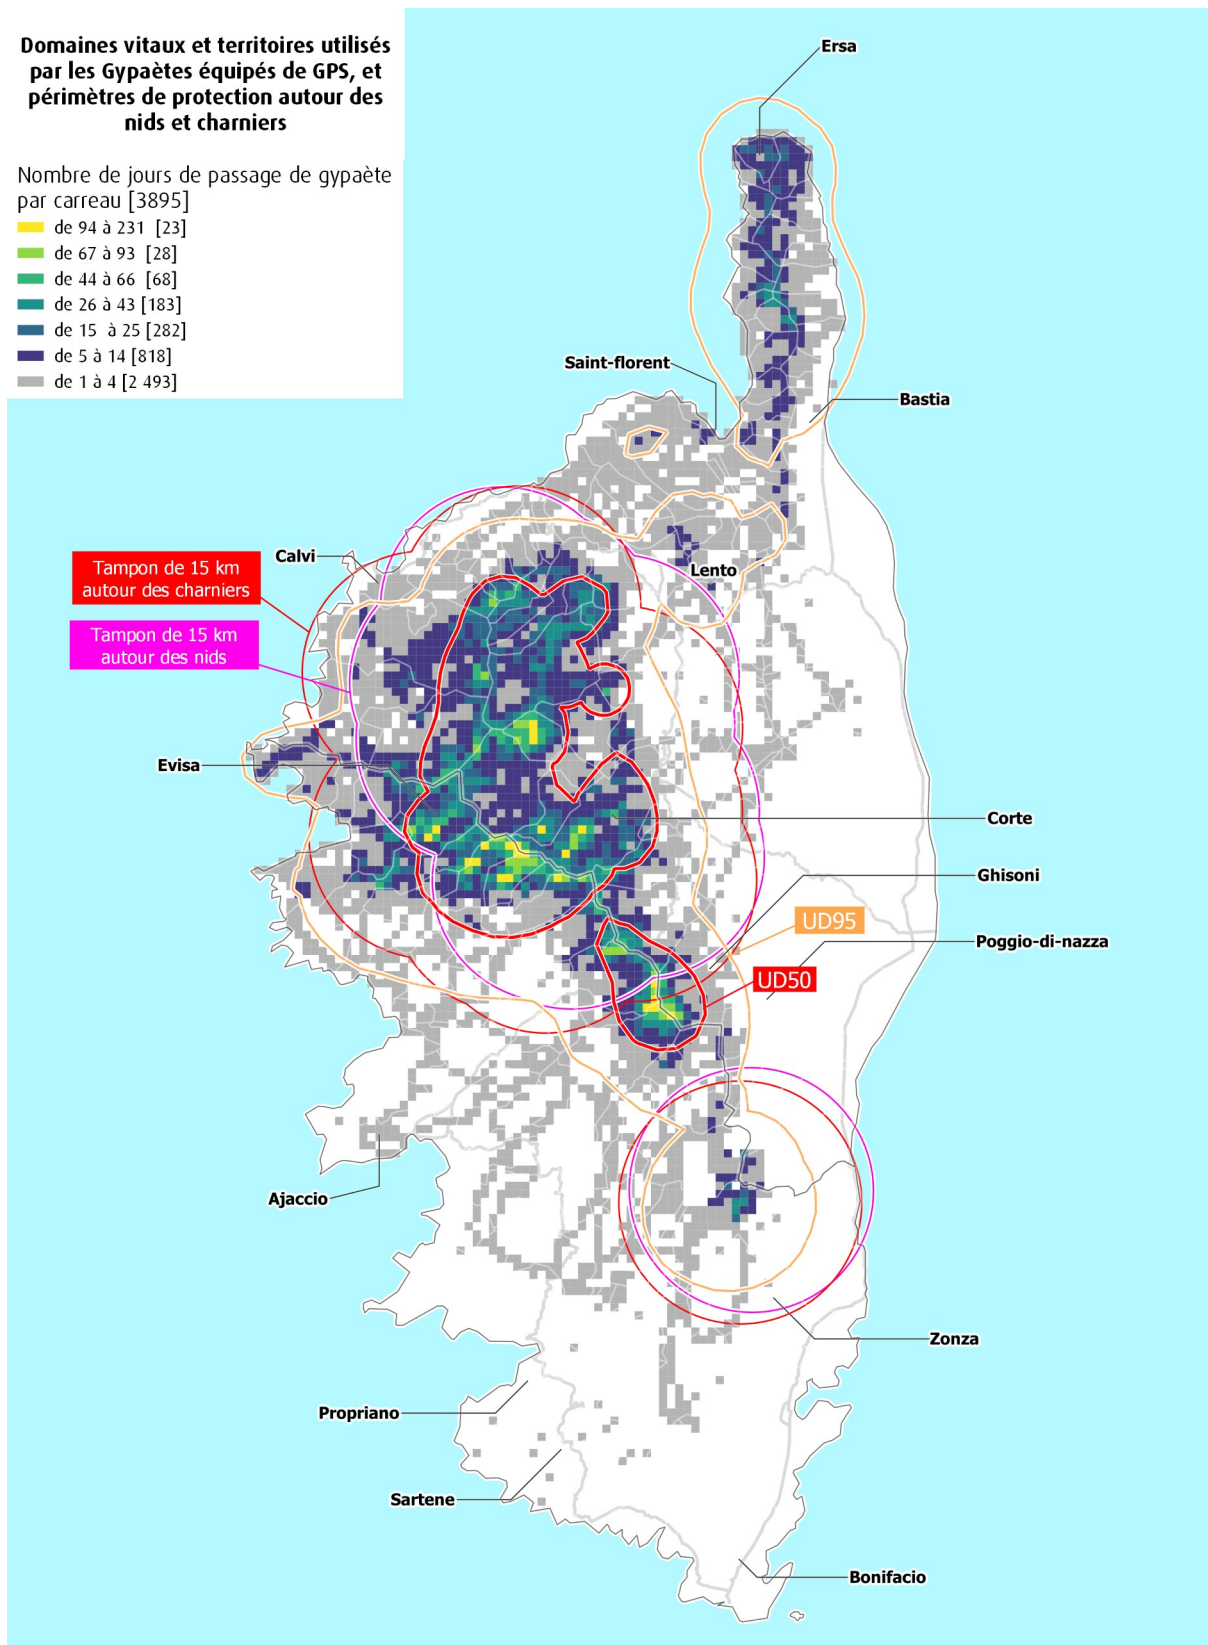 Domaines vitaux et territoires utilisés
par les Gypaètes équipés de GPS, et
périmètres de protection autour des
nids et charniers
Nombre de jours de passage de gypaète
par carreau [3895]
de 94 à 231 [23]
de 67 à 93 [28]
de 44 à 66 [68]
de 26 à 43 [183]
de 15 à 25 [282]
de 5 à 14 [818]
de 1 à 4 [2 493]
Ersa
Saint-florent
Bastia
Calvi
Lento
Tampon de 15 km
autour des charniers
Tampon de 15 km
autour des nids
Evisa
Corte
Ghisoni
UD95
Poggio-di-nazza
UD50
Ajaccio
Zonza
Propriano
Sartene
Bonifacio